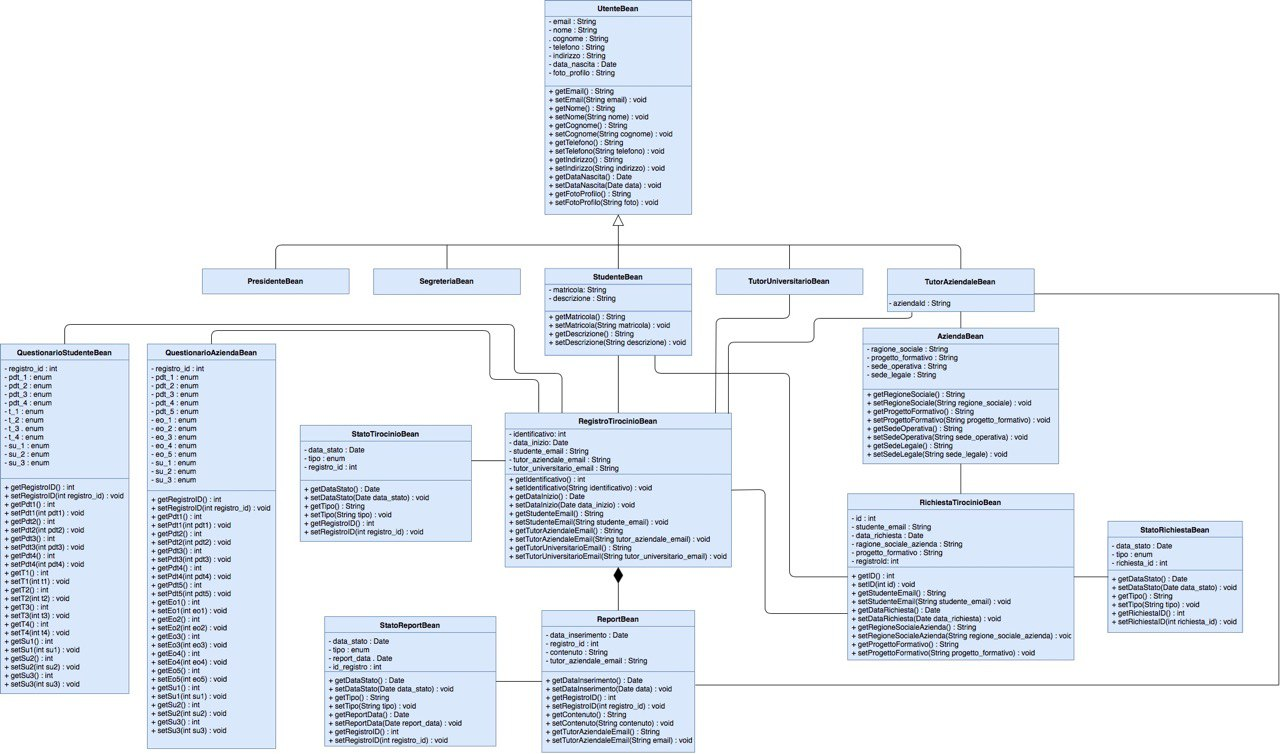 UtenteBean
- email : String
- nome : String
. cognome : String
- telefono : String
- indirizzo : String
- data_nascita : Date
- foto_profilo : String
+ getEmail() : String
+ setEmail(String email) : void
+ getNome() : String
+ setNome(String nome) : void
+ getCognome() : String
+ setCognome(String cognome) : void
+ getTelefono() : String
+ setTelefono(String telefono) : void
+ getIndirizzo() : String
+ setIndirizzo(String indirizzo) : void
+ getDataNascita() : Date
+ setDataNascita(Date data) : void
+ getFotoProfilo() : String
+ setFotoProfilo(String foto) : void
PresidenteBean
SegreteriaBean
StudenteBean
- matricola: String
- descrizione : String
+ getMatricola() : String
+ setMatricola(String matricola) : void
+ getDescrizione() : String
+ setDescrizione(String descrizione) : void
TutorUniversitarioBean
TutorAziendaleBean
- aziendaId : String
AziendaBean
- ragione_sociale : String
- progetto_formativo : String
- sede_operativa : String
- sede_legale : String
+ getRegioneSociale() : String
+ setRegioneSociale(String regione_sociale) : void
+ getProgettoFormativo() : String
+ setProgettoFormativo(String progetto_formativo) : void
+ getSedeOperativa() : String
+ setSedeOperativa(String sede_operativa) : void
+ getSedeLegale() : String
+ setSedeLegale(String sede_legale) : void
QuestionarioStudenteBean
- registro_id : int
- pdt_1 : enum
- pdt_2 : enum
- pdt_3 : enum
- pdt_4 : enum
- t_1 : enum
- t_2 : enum
- t_3 : enum
- t_4 : enum
- su_1 : enum
- su_2 : enum
- su_3 : enum
+ getRegistroID() : int
+ setRegistroID(int registro_id) : void
+ getPdt1() : int
+ setPdt1(int pdt1) : void
+ getPdt2() : int
+ setPdt2(int pdt2) : void
+ getPdt3() : int
+ setPdt3(int pdt3) : void
+ getPdt4() : int
+ setPdt4(int pdt4) : void
+ getT1() : int
+ setT1(int t1) : void
+ getT2() : int
+ setT2(int t2) : void
+ getT3() : int
+ setT3(int t3) : void
+ getT4() : int
+ setT4(int t4) : void
+ getSu1() : int
+ setSu1(int su1) : void
+ getSu2() : int
+ setSu2(int su2) : void
+ getSu3() : int
+ setSu3(int su3) : void
QuestionarioAziendaBean
- registro_id : int
- pdt_1 : enum
- pdt_2 : enum
- pdt_3 : enum
- pdt_4 : enum
- pdt_5 : enum
- eo_1 : enum
- eo_2 : enum
- eo_3 : enum
- eo_4 : enum
- eo_5 : enum
- su_1 : enum
- su_2 : enum
- su_3 : enum
+ getRegistroID() : int
+ setRegistroID(int registro_id) : void
+ getPdt1() : int
+ setPdt1(int pdt1) : void
+ getPdt2() : int
+ setPdt2(int pdt2) : void
+ getPdt3() : int
+ setPdt3(int pdt3) : void
+ getPdt4() : int
+ setPdt4(int pdt4) : void
+ getPdt5() : int
+ setPdt5(int pdt5) : void
+ getEo1() : int
+ setEo1(int eo1) : void
+ getEo2() : int
+ setEo2(int eo2) : void
+ getEo3() : int
+ setEo3(int eo3) : void
+ getEo4() : int
+ setEo4(int eo4) : void
+ getEo5() : int
+ setEo5(int eo5) : void
+ getSu1() : int
+ setSu1(int su1) : void
+ getSu2() : int
+ setSu2(int su2) : void
+ getSu3() : int
+ setSu3(int su3) : void
StatoTirocinioBean
- data_stato : Date
- tipo : enum
- registro_id : int
+ getDataStato() : Date
+ setDataStato(Date data_stato) : void
+ getTipo() : String
+ setTipo(String tipo) : void
+ getRegistroID() : int
+ setRegistroID(int registro_id) : void
RegistroTirocinioBean
- identificativo: int
- data_inizio : Date
- studente_email : String
- tutor_aziendale_email : String
- tutor_universitario_email : String
+ getIdentificativo() : int
+ setIdentificativo(String identificativo) : void
+ getDataInizio() : Date
+ setDataInizio(Date data_inizio) : void
+ getStudenteEmail() : String
+ setStudenteEmail(String studente_email) : void
+ getTutorAziendaleEmail() : String
+ setTutorAziendaleEmail(String tutor_aziendale_email) : void
+ getTutorUniversitarioEmail() : String
+ setTutorUniversitarioEmail(String tutor_universitario_email) : void
RichiestaTirocinioBean
- id : int
- studente_email : String
- data_richiesta : Date
- ragione_sociale_azienda : String
- progetto_formativo : String
- registroId : int
+ getID() : int
+ setID(int id) : void
+ getStudenteEmail() : String
+ setStudenteEmail(String studente_email) : void
+ getDataRichiesta() : Date
+ setDataRichiesta(Date data_richiesta) : void
+ getRegioneSocialeAzienda() : String
+ setRegioneSocialeAzienda(String regione_sociale_azienda) : voic
+ getProgettoFormativo() : String
+ setProgettoFormativo(String progetto_formativo) : void
StatoRichiestaBean
- data_stato : Date
- tipo : enum
- richiesta_id : int
+ getDataStato() : Date
+ setDataStato(Date data_stato) : void
+ getTipo() : String
+ setTipo(String tipo) : void
+ getRichiestaID() : int
+ setRichiestaID(int richiesta_id) : void
StatoReportBean
- data_stato : Date
- tipo : enum
- report_data . Date
- id_registro : int
+ getDataStato() : Date
+ setDataStato(Date data_stato) : void
+ getTipo() : String
+ setTipo(String tipo) : void
+ getReportData() : Date
+ setReportData(Date report_data) : void
+ getRegistroID() : int
+ setRegistroID(int registro_id) : void
ReportBean
- data_inserimento : Date
- registro_id : int
- contenuto : String
- tutor_aziendale_email : String
+ getDataInserimento() : Date
+ setDataInserimento(Date data) : void
+ getRegistroID() : int
+ setRegistroID(int registro_id) : void
+ getContenuto() : String
+ setContenuto(String contenuto) : void
+ getTutorAziendaleEmail() : String
+ setTutorAziendaleEmail(String email) : void